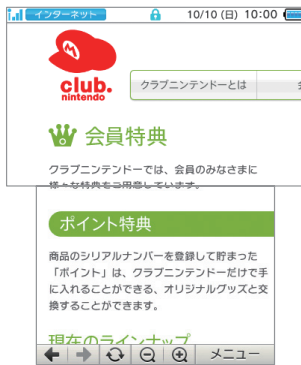 インターネット 10/10 (日) 10:00
club.
nintendo
クラブニンテンドーとは
会員特典
クラブニンテンドーでは、会員のみなさまに
様々な特典をご用意しています。
ポイント特典
商品のシリアルナンバーを登録して貯まった
「ポイント」は、クラブニンテンドーだけで手
に入れることができる、オリジナルグッズと交
換することができます。
現在のラインナップ
メニュー